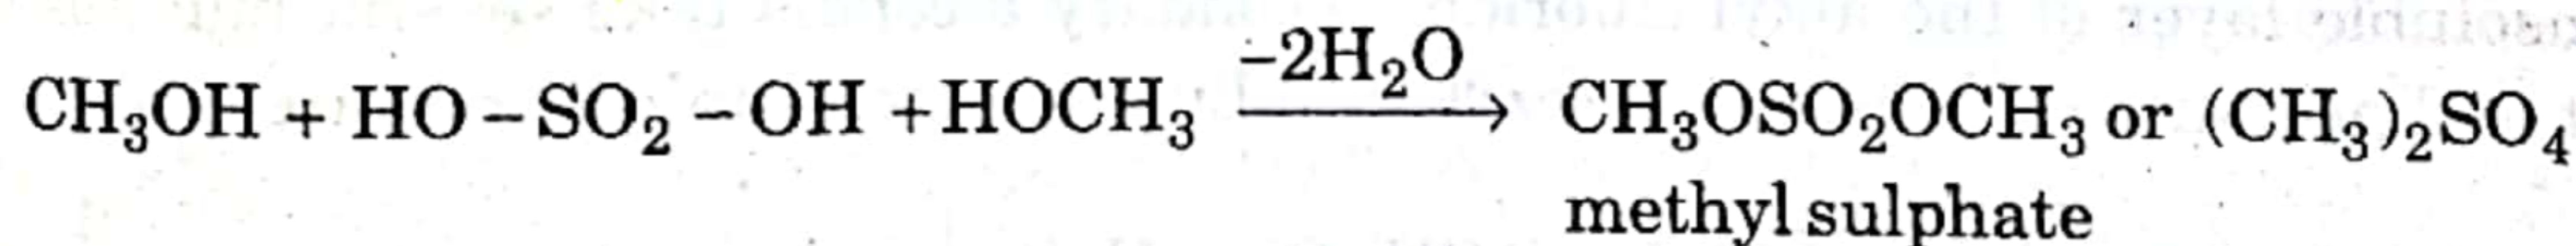 −2H₂O
CH₃OH + HO − SO₂ − OH + HOCH₃ ⟶ CH₃OSO₂OCH₃ or (CH₃)₂SO₄
methyl sulphate